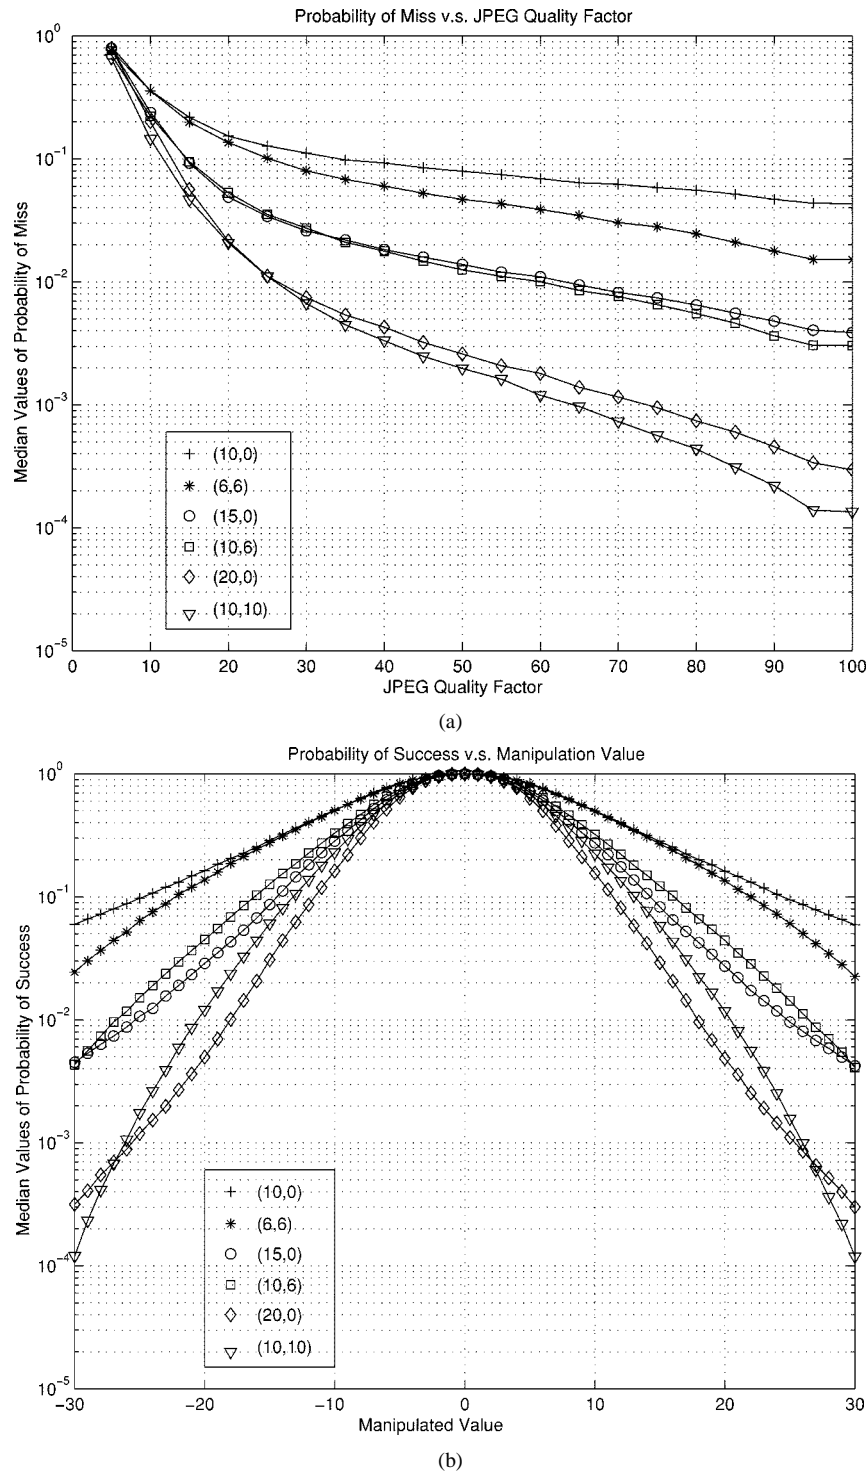 Probability of Miss v.s. JPEG Quality Factor
10^0
10^-1
10^-2
10^-3
10^-4
10^-5
Median Values of Probability of Miss
(10,0)
(6,6)
(15,0)
(10,6)
(20,0)
(10,10)
0 10 20 30 40 50 60 70 80 90 100
JPEG Quality Factor
(a)
Probability of Success v.s. Manipulation Value
10^0
10^-1
10^-2
10^-3
10^-4
10^-5
Median Values of Probability of Success
(10,0)
(6,6)
(15,0)
(10,6)
(20,0)
(10,10)
−30 −20 −10 0 10 20 30
Manipulated Value
(b)